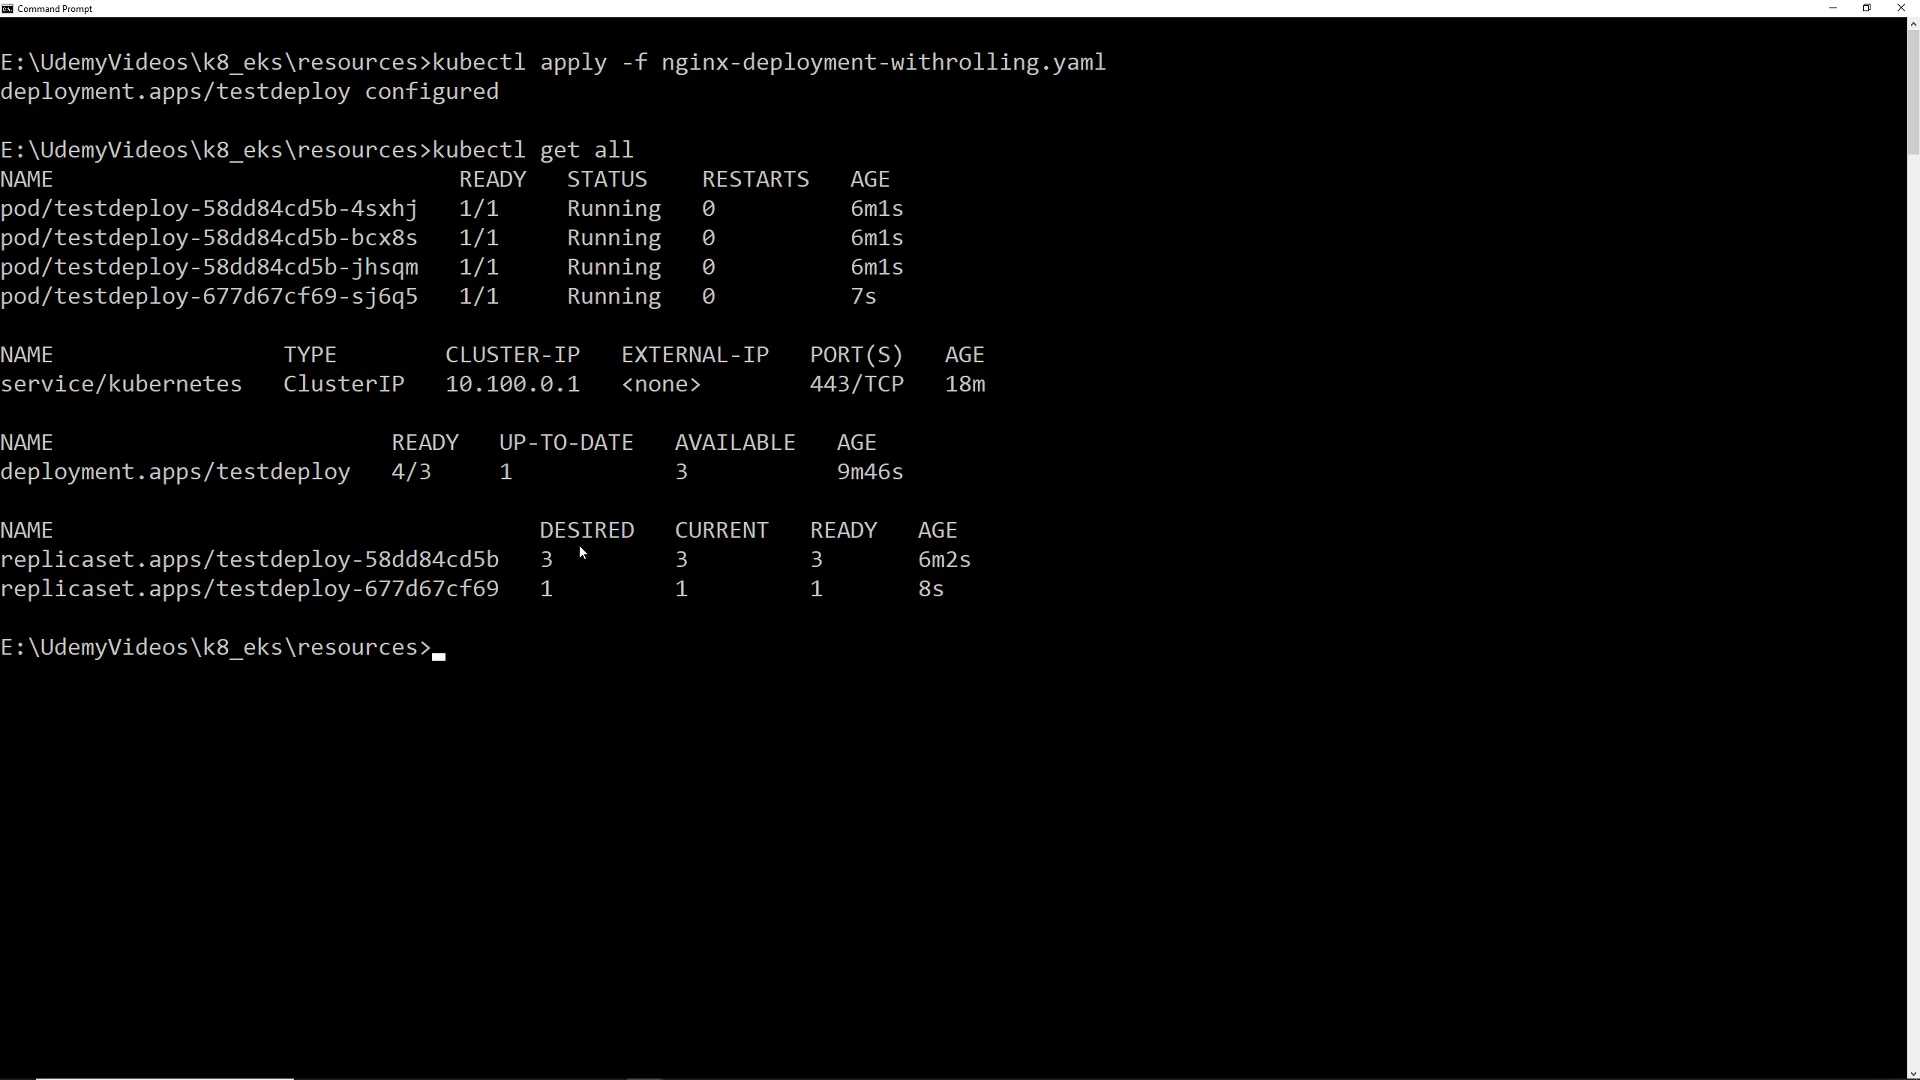 Command Prompt
E:\UdemyVideos\k8_eks\resources>kubectl apply -f nginx-deployment-withrolling.yaml
deployment.apps/testdeploy configured
E:\UdemyVideos\k8_eks\resources>kubectl get all
NAME READY STATUS RESTARTS AGE
pod/testdeploy-58dd84cd5b-4sxhj 1/1 Running 0 6m1s
pod/testdeploy-58dd84cd5b-bcx8s 1/1 Running 0 6m1s
pod/testdeploy-58dd84cd5b-jhsqm 1/1 Running 0 6m1s
pod/testdeploy-677d67cf69-sj6q5 1/1 Running 0 7s
NAME TYPE CLUSTER-IP EXTERNAL-IP PORT(S) AGE
service/kubernetes ClusterIP 10.100.0.1 <none> 443/TCP 18m
NAME READY UP-TO-DATE AVAILABLE AGE
deployment.apps/testdeploy 4/3 1 3 9m46s
NAME DESIRED CURRENT READY AGE
replicaset.apps/testdeploy-58dd84cd5b 3 3 3 6m2s
replicaset.apps/testdeploy-677d67cf69 1 1 1 8s
E:\UdemyVideos\k8_eks\resources>